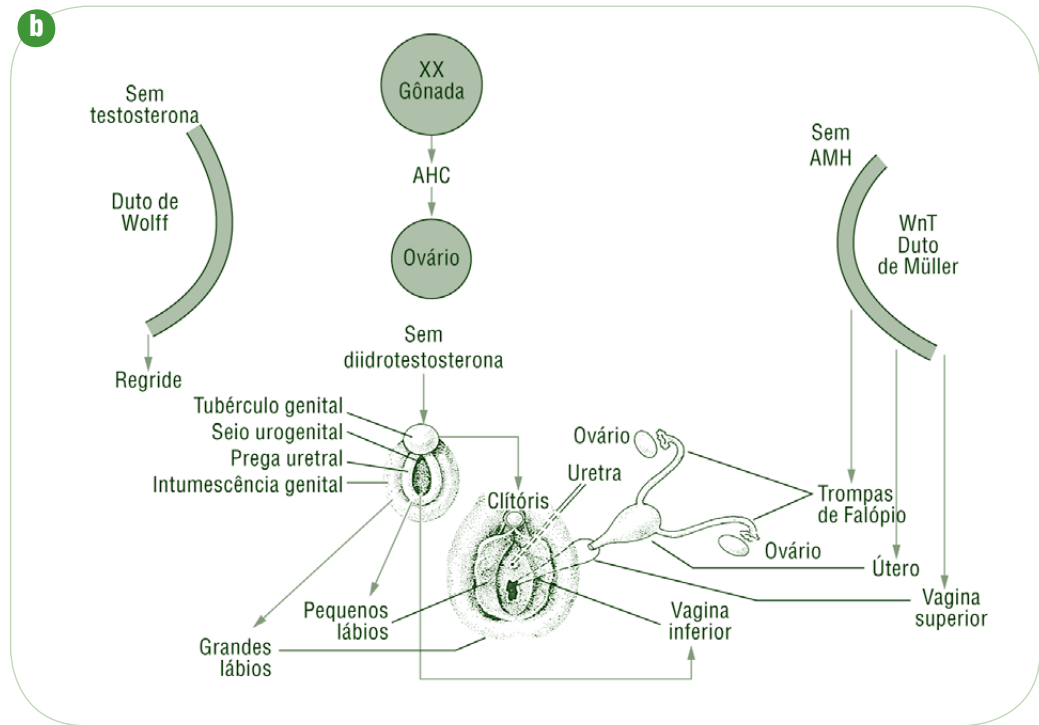 b
XX
Gônada
AHC
Ovário
Sem
testosterona
Duto de
Wolff
Regride
Sem
AMH
WnT
Duto
de Müller
Sem
diidrotestosterona
Tubérculo genital
Seio urogenital
Prega uretral
Intumescência genital
Ovário
Uretra
Clítóris
Trompas
de Falópio
Ovário
Útero
Vagina
superior
Vagina
inferior
Pequenos
lábios
Grandes
lábios